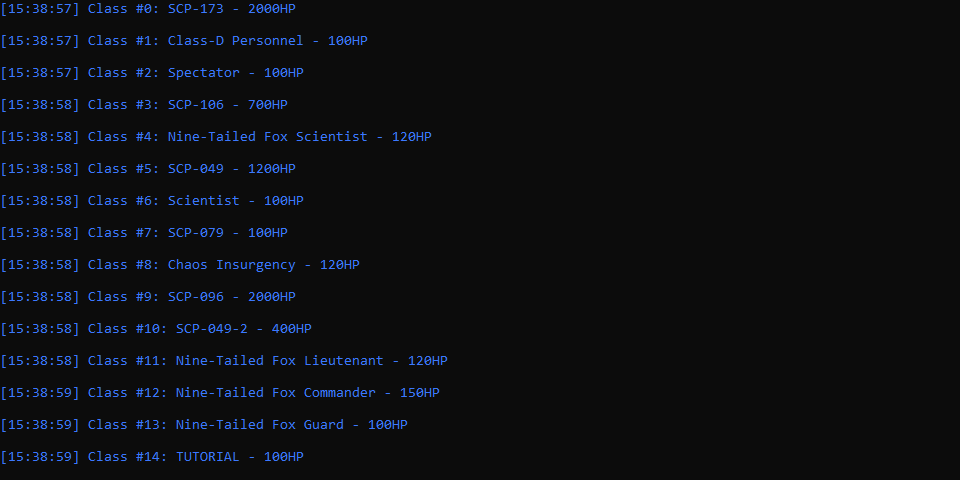 [15:38:57] Class #0: SCP-173 - 2000HP
[15:38:57] Class #1: Class-D Personnel - 100HP
[15:38:57] Class #2: Spectator - 100HP
[15:38:58] Class #3: SCP-106 - 700HP
[15:38:58] Class #4: Nine-Tailed Fox Scientist - 120HP
[15:38:58] Class #5: SCP-049 - 1200HP
[15:38:58] Class #6: Scientist - 100HP
[15:38:58] Class #7: SCP-079 - 100HP
[15:38:58] Class #8: Chaos Insurgency - 120HP
[15:38:58] Class #9: SCP-096 - 2000HP
[15:38:58] Class #10: SCP-049-2 - 400HP
[15:38:58] Class #11: Nine-Tailed Fox Lieutenant - 120HP
[15:38:59] Class #12: Nine-Tailed Fox Commander - 150HP
[15:38:59] Class #13: Nine-Tailed Fox Guard - 100HP
[15:38:59] Class #14: TUTORIAL - 100HP